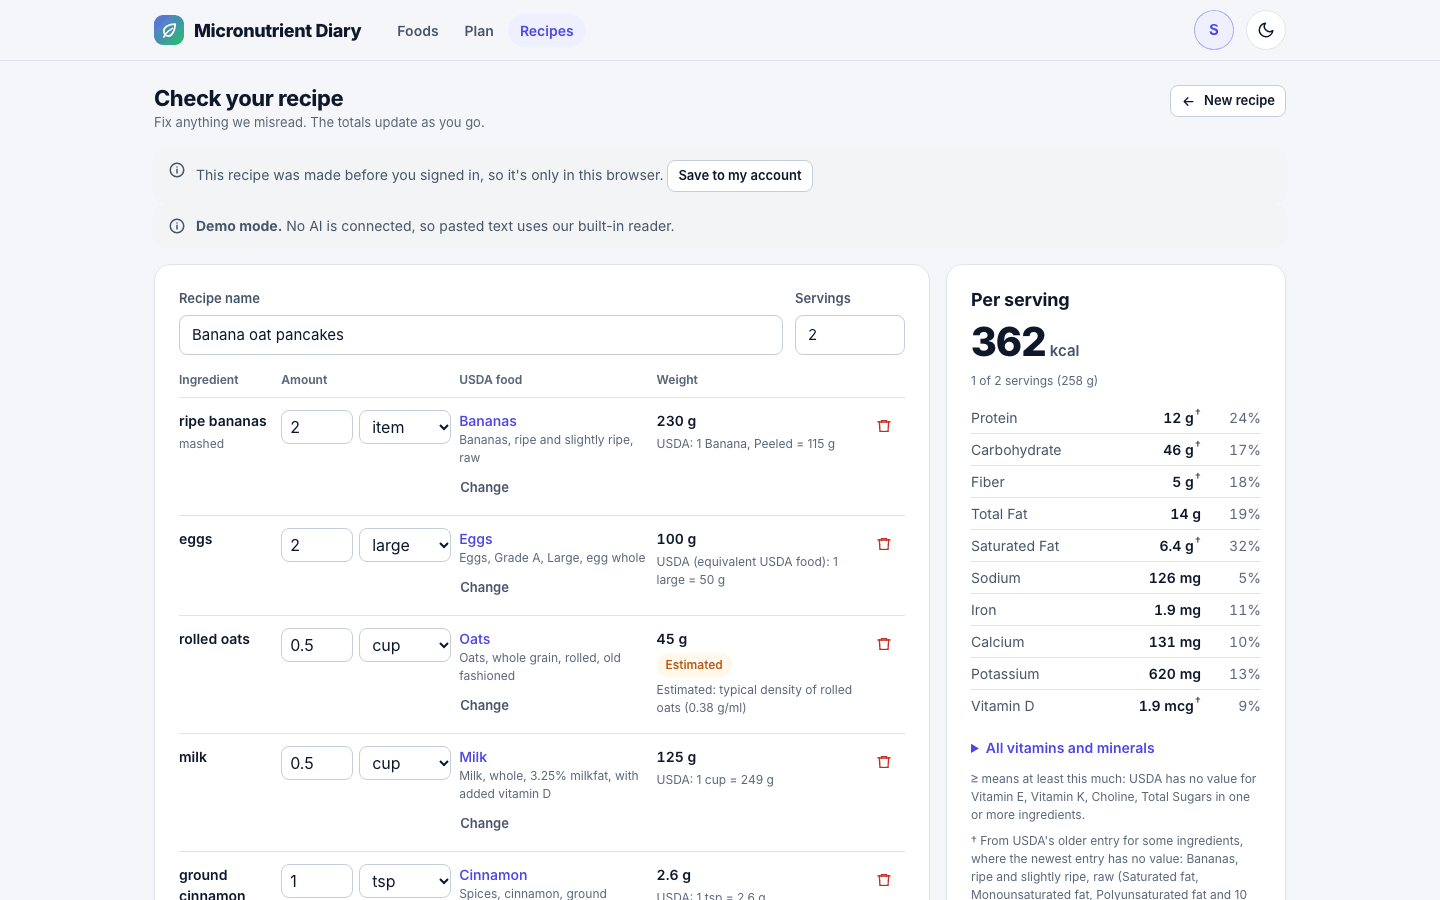 Micronutrient Diary
Foods
Plan
Recipes
S
Check your recipe
Fix anything we misread. The totals update as you go.
← New recipe
This recipe was made before you signed in, so it's only in this browser. Save to my account
Demo mode. No AI is connected, so pasted text uses our built-in reader.
Recipe name
Servings
Banana oat pancakes
2
Ingredient
Amount
USDA food
Weight
ripe bananas
mashed
2
item
Bananas
Bananas, ripe and slightly ripe,
raw
Change
230 g
USDA: 1 Banana, Peeled = 115 g
eggs
2
large
Eggs
Eggs, Grade A, Large, egg whole
Change
100 g
USDA (equivalent USDA food): 1
large = 50 g
rolled oats
0.5
cup
Oats
Oats, whole grain, rolled, old
fashioned
Change
45 g
Estimated
Estimated: typical density of rolled
oats (0.38 g/ml)
milk
0.5
cup
Milk
Milk, whole, 3.25% milkfat, with
added vitamin D
Change
125 g
USDA: 1 cup = 249 g
ground
cinnamon
1
tsp
Cinnamon
Spices, cinnamon, ground
2.6 g
USDA: 1 tsp = 2.6 g
Per serving
362 kcal
1 of 2 servings (258 g)
Protein 12 g† 24%
Carbohydrate 46 g† 17%
Fiber 5 g† 18%
Total Fat 14 g 19%
Saturated Fat 6.4 g† 32%
Sodium 126 mg 5%
Iron 1.9 mg 11%
Calcium 131 mg 10%
Potassium 620 mg 13%
Vitamin D 1.9 mcg† 9%
▶ All vitamins and minerals
≥ means at least this much: USDA has no value for
Vitamin E, Vitamin K, Choline, Total Sugars in one
or more ingredients.
† From USDA's older entry for some ingredients,
where the newest entry has no value: Bananas,
ripe and slightly ripe, raw (Saturated fat,
Monounsaturated fat, Polyunsaturated fat and 10